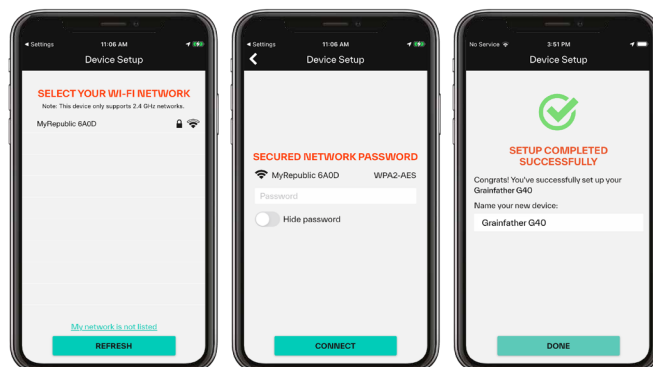 Settings
11:06 AM
Device Setup
SELECT YOUR WI-FI NETWORK
Note: This device only supports 2.4 GHz networks.
MyRepublic 6A0D
My network is not listed
REFRESH
Settings
11:06 AM
Device Setup
SECURED NETWORK PASSWORD
MyRepublic 6A0D WPA2-AES
Password
Hide password
CONNECT
No Service
3:51 PM
Device Setup
SETUP COMPLETED
SUCCESSFULLY
Congrats! You've successfully set up your
Grainfather G40
Name your new device:
Grainfather G40
DONE